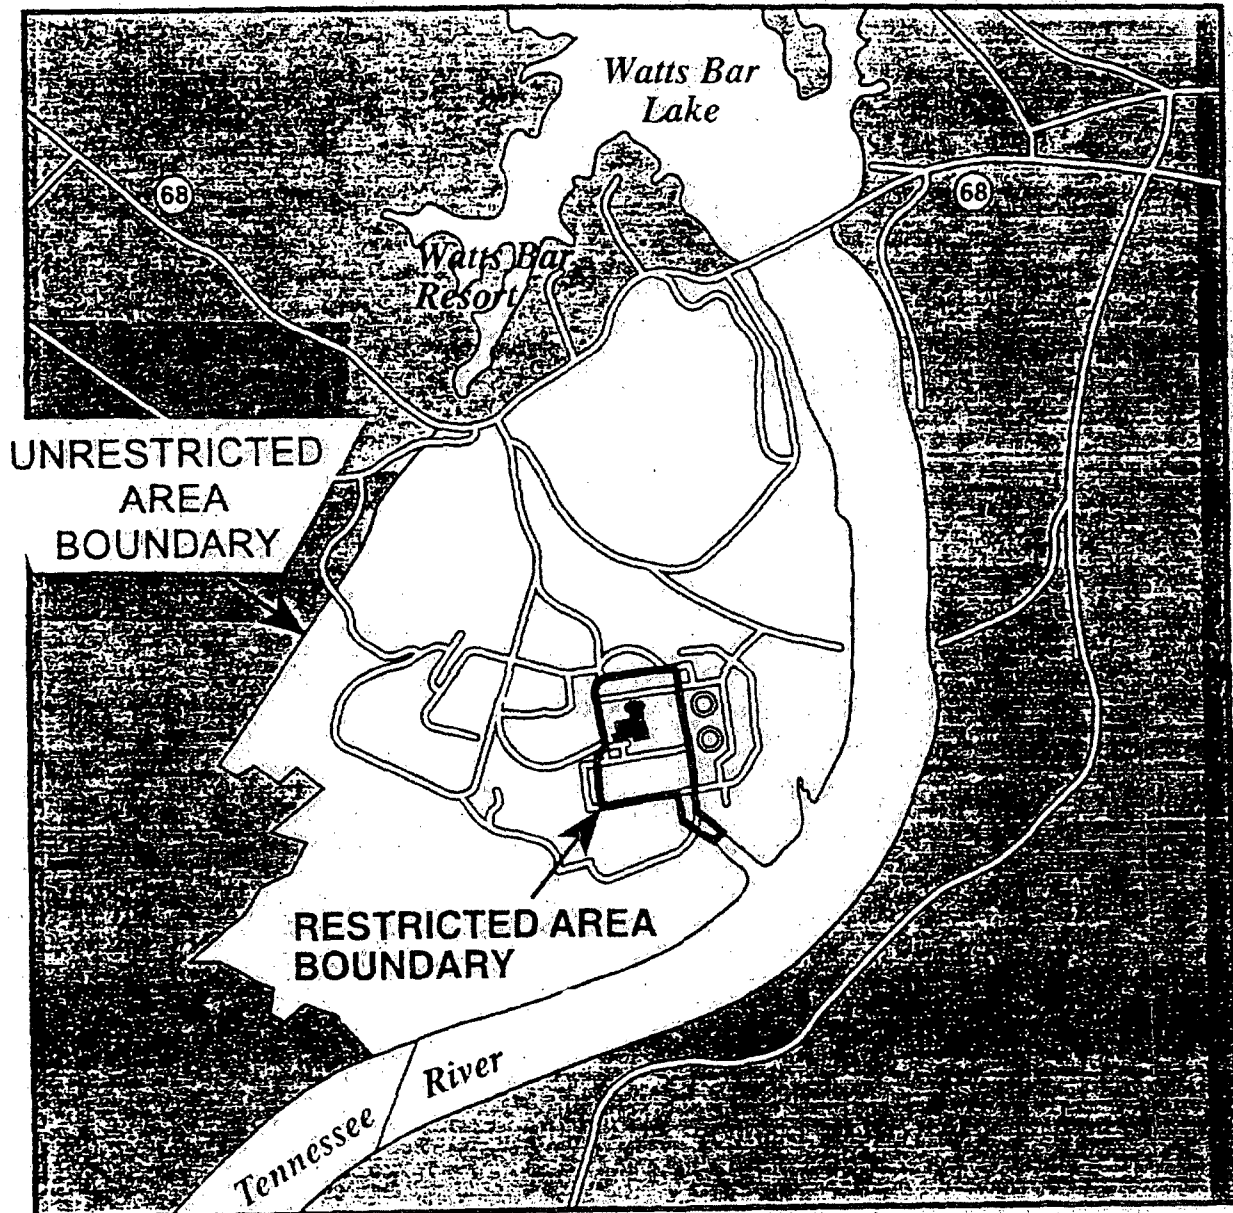 Watts Bar
Lake
68
68
Watts Bar
Resort
UNRESTRICTED
AREA
BOUNDARY
RESTRICTED AREA
BOUNDARY
River
Tennessee